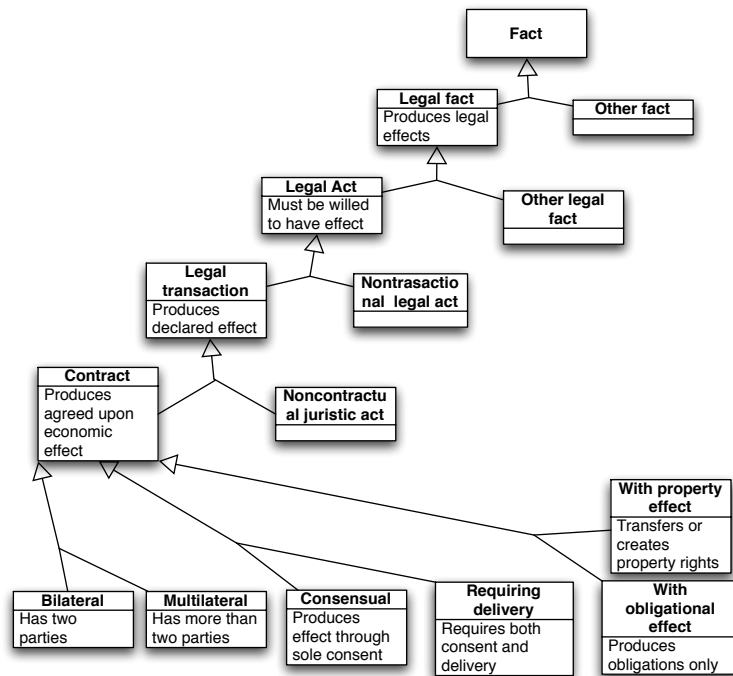 Fact
Legal fact
Produces legal
effects
Other fact
Legal Act
Must be willed
to have effect
Other legal
fact
Legal
transaction
Produces
declared effect
Nontrasactio
nal legal act
Contract
Produces
agreed upon
economic
effect
Noncontractu
al juristic act
With property
effect
Transfers or
creates
property rights
Bilateral
Has two
parties
Multilateral
Has more than
two parties
Consensual
Produces
effect through
sole consent
Requiring
delivery
Requires both
consent and
delivery
With
obligational
effect
Produces
obligations only